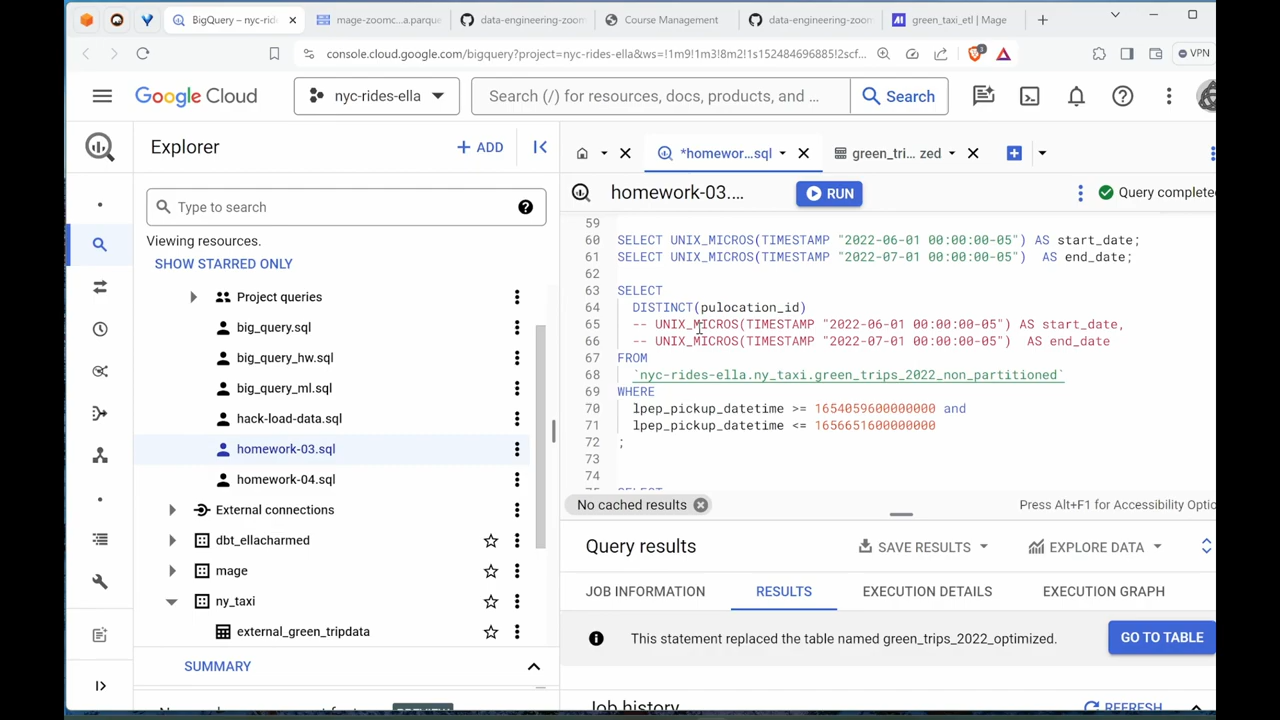 BigQuery – nyc-rides
mage-zoomc...a.parque
data-engineering-zoom
Course Management
data-engineering-zoom
green_taxi_etl | Mage
console.cloud.google.com/bigquery?project=nyc-rides-ella&ws=!1m9!1m3!8m2!1s152484696885!2scf...
3
VPN
Google Cloud
nyc-rides-ella
Search (/) for resources, docs, products, and ...
Search
Explorer
+ ADD
*homewor...sql
green_tri... zed
Type to search
homework-03....
RUN
Query complete
Viewing resources.
SHOW STARRED ONLY
Project queries
big_query.sql
big_query_hw.sql
big_query_ml.sql
hack-load-data.sql
homework-03.sql
homework-04.sql
External connections
dbt_ellacharmed
mage
ny_taxi
external_green_tripdata
SUMMARY
59
60 SELECT UNIX_MICROS(TIMESTAMP "2022-06-01 00:00:00-05") AS start_date;
61 SELECT UNIX_MICROS(TIMESTAMP "2022-07-01 00:00:00-05")  AS end_date;
62
63 SELECT
64 DISTINCT(pulocation_id)
65 -- UNIX_MICROS(TIMESTAMP "2022-06-01 00:00:00-05") AS start_date,
66 -- UNIX_MICROS(TIMESTAMP "2022-07-01 00:00:00-05")  AS end_date
67 FROM
68 `nyc-rides-ella.ny_taxi.green_trips_2022_non_partitioned`
69 WHERE
70 lpep_pickup_datetime >= 1654059600000000 and
71 lpep_pickup_datetime <= 1656651600000000
72 ;
73
74
No cached results
Press Alt+F1 for Accessibility Optio
Query results
SAVE RESULTS
EXPLORE DATA
JOB INFORMATION
RESULTS
EXECUTION DETAILS
EXECUTION GRAPH
This statement replaced the table named green_trips_2022_optimized.
GO TO TABLE
Job history
REFRESH